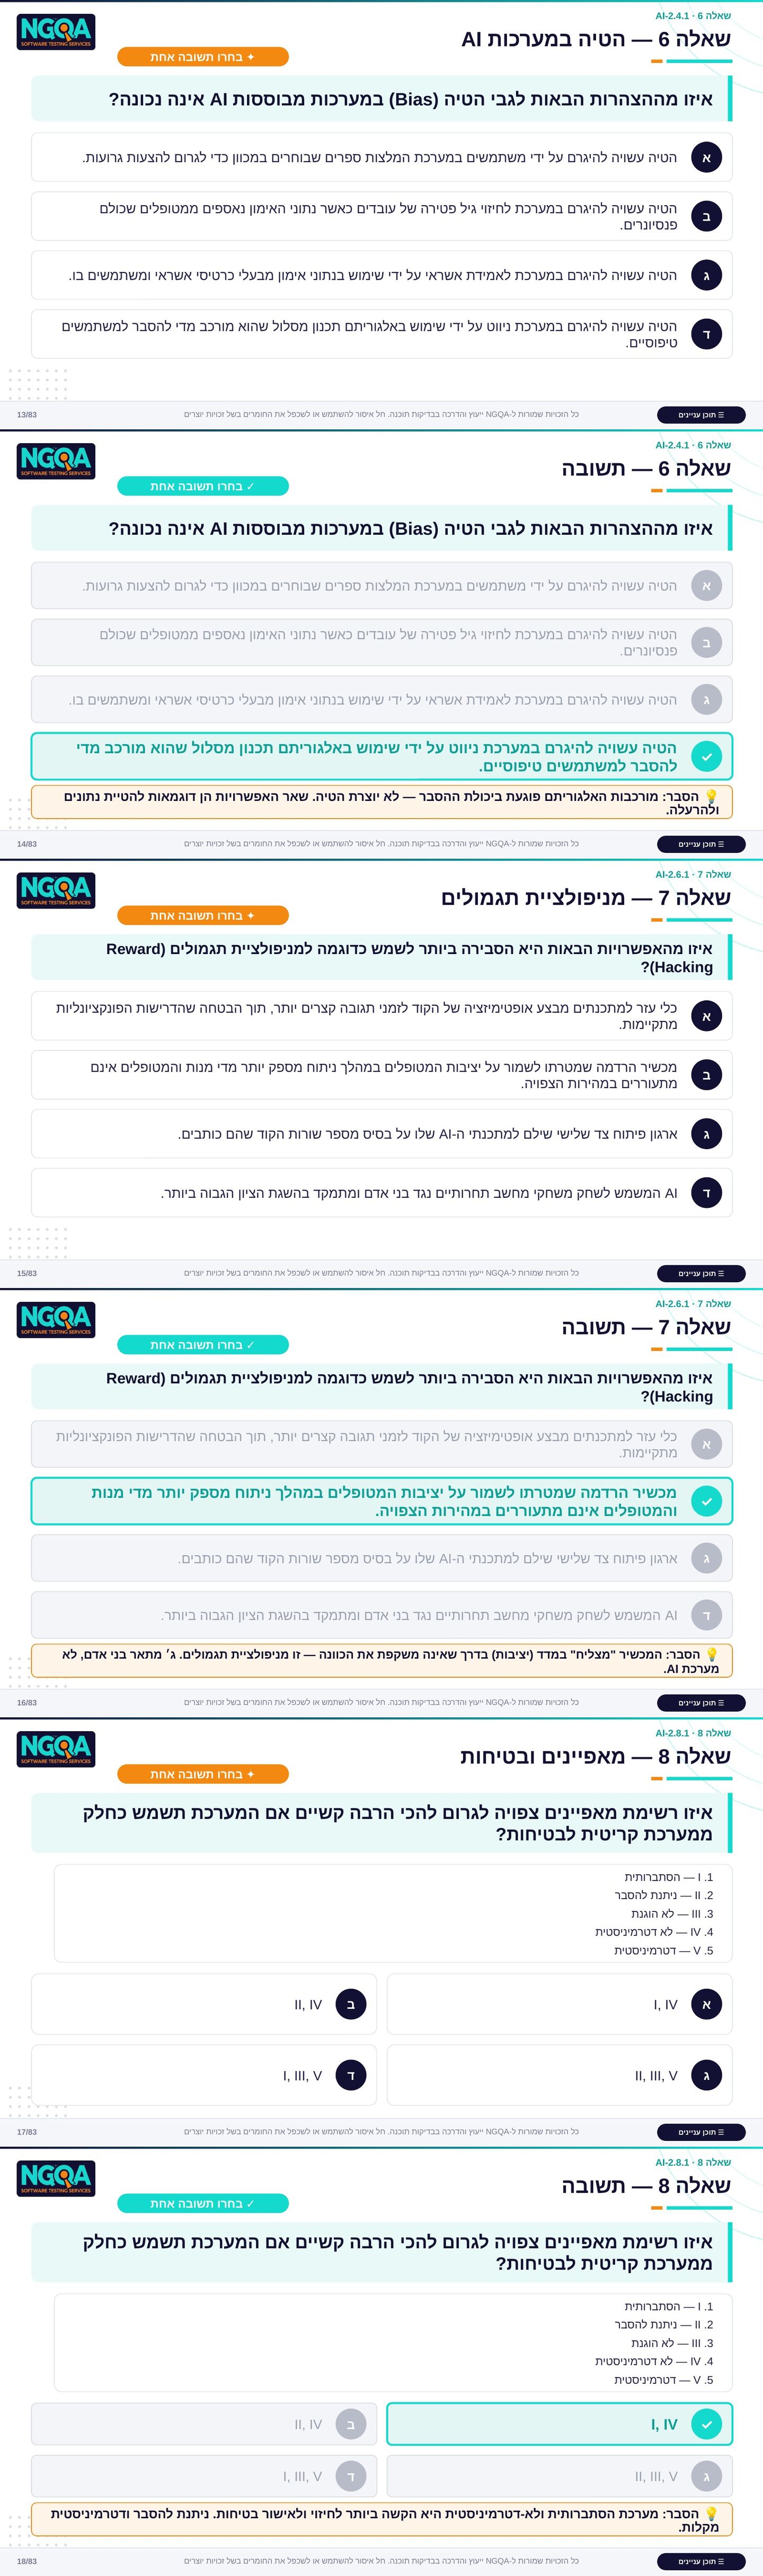 שאלה 6 · AI-2.4.1
שאלה 6 — הטיה במערכות AI
NGQA
SOFTWARE TESTING SERVICES
✦ בחרו תשובה אחת
איזו מההצהרות הבאות לגבי הטיה (Bias) במערכות מבוססות AI אינה נכונה?
א
הטיה עשויה להיגרם על ידי משתמשים במערכת המלצות ספרים שבוחרים במכוון כדי לגרום להצעות גרועות.
ב
הטיה עשויה להיגרם במערכת לחיזוי גיל פטירה של עובדים כאשר נתוני האימון נאספים ממטופלים שכולם
פנסיונרים.
ג
הטיה עשויה להיגרם במערכת לאמידת אשראי על ידי שימוש בנתוני אימון מבעלי כרטיסי אשראי ומשתמשים בו.
ד
הטיה עשויה להיגרם במערכת ניווט על ידי שימוש באלגוריתם תכנון מסלול שהוא מורכב מדי להסבר למשתמשים
טיפוסיים.
☰ תוכן עניינים
כל הזכויות שמורות ל-NGQA ייעוץ והדרכה בבדיקות תוכנה. חל איסור להשתמש או לשכפל את החומרים בשל זכויות יוצרים
13/83
שאלה 6 · AI-2.4.1
שאלה 6 — תשובה
NGQA
SOFTWARE TESTING SERVICES
✓ בחרו תשובה אחת
איזו מההצהרות הבאות לגבי הטיה (Bias) במערכות מבוססות AI אינה נכונה?
א
הטיה עשויה להיגרם על ידי משתמשים במערכת המלצות ספרים שבוחרים במכוון כדי לגרום להצעות גרועות.
ב
הטיה עשויה להיגרם במערכת לחיזוי גיל פטירה של עובדים כאשר נתוני האימון נאספים ממטופלים שכולם
פנסיונרים.
ג
הטיה עשויה להיגרם במערכת לאמידת אשראי על ידי שימוש בנתוני אימון מבעלי כרטיסי אשראי ומשתמשים בו.
✓
הטיה עשויה להיגרם במערכת ניווט על ידי שימוש באלגוריתם תכנון מסלול שהוא מורכב מדי
להסבר למשתמשים טיפוסיים.
💡 הסבר: מורכבות האלגוריתם פוגעת ביכולת ההסבר — לא יוצרת הטיה. שאר האפשרויות הן דוגמאות להטיית נתונים
ולהרעלה.
☰ תוכן עניינים
כל הזכויות שמורות ל-NGQA ייעוץ והדרכה בבדיקות תוכנה. חל איסור להשתמש או לשכפל את החומרים בשל זכויות יוצרים
14/83
שאלה 7 · AI-2.6.1
שאלה 7 — מניפולציית תגמולים
NGQA
SOFTWARE TESTING SERVICES
✦ בחרו תשובה אחת
איזו מהאפשרויות הבאות היא הסבירה ביותר לשמש כדוגמה למניפולציית תגמולים (Reward
Hacking)?
א
כלי עזר למתכנתים מבצע אופטימיזציה של הקוד לזמני תגובה קצרים יותר, תוך הבטחה שהדרישות הפונקציונליות
מתקיימות.
ב
מכשיר הרדמה שמטרתו לשמור על יציבות המטופלים במהלך ניתוח מספק יותר מדי מנות והמטופלים אינם
מתעוררים במהירות הצפויה.
ג
ארגון פיתוח צד שלישי שילם למתכנתי ה-AI שלו על בסיס מספר שורות הקוד שהם כותבים.
ד
AI המשמש לשחק משחקי מחשב תחרותיים נגד בני אדם ומתמקד בהשגת הציון הגבוה ביותר.
☰ תוכן עניינים
כל הזכויות שמורות ל-NGQA ייעוץ והדרכה בבדיקות תוכנה. חל איסור להשתמש או לשכפל את החומרים בשל זכויות יוצרים
15/83
שאלה 7 · AI-2.6.1
שאלה 7 — תשובה
NGQA
SOFTWARE TESTING SERVICES
✓ בחרו תשובה אחת
איזו מהאפשרויות הבאות היא הסבירה ביותר לשמש כדוגמה למניפולציית תגמולים (Reward
Hacking)?
א
כלי עזר למתכנתים מבצע אופטימיזציה של הקוד לזמני תגובה קצרים יותר, תוך הבטחה שהדרישות הפונקציונליות
מתקיימות.
✓
מכשיר הרדמה שמטרתו לשמור על יציבות המטופלים במהלך ניתוח מספק יותר מדי מנות
והמטופלים אינם מתעוררים במהירות הצפויה.
ג
ארגון פיתוח צד שלישי שילם למתכנתי ה-AI שלו על בסיס מספר שורות הקוד שהם כותבים.
ד
AI המשמש לשחק משחקי מחשב תחרותיים נגד בני אדם ומתמקד בהשגת הציון הגבוה ביותר.
💡 הסבר: המכשיר "מצליח" במדד (יציבות) בדרך שאינה משקפת את הכוונה — זו מניפולציית תגמולים. ג׳ מתאר בני אדם, לא
מערכת AI.
☰ תוכן עניינים
כל הזכויות שמורות ל-NGQA ייעוץ והדרכה בבדיקות תוכנה. חל איסור להשתמש או לשכפל את החומרים בשל זכויות יוצרים
16/83
שאלה 8 · AI-2.8.1
שאלה 8 — מאפיינים ובטיחות
NGQA
SOFTWARE TESTING SERVICES
✦ בחרו תשובה אחת
איזו רשימת מאפיינים צפויה לגרום להכי הרבה קשיים אם המערכת תשמש כחלק
ממערכת קריטית לבטיחות?
1. I — הסתברותית
2. II — ניתנת להסבר
3. III — לא הוגנת
4. IV — לא דטרמיניסטית
5. V — דטרמיניסטית
א
I, IV
ב
II, IV
ג
II, III, V
ד
I, III, V
☰ תוכן עניינים
כל הזכויות שמורות ל-NGQA ייעוץ והדרכה בבדיקות תוכנה. חל איסור להשתמש או לשכפל את החומרים בשל זכויות יוצרים
17/83
שאלה 8 · AI-2.8.1
שאלה 8 — תשובה
NGQA
SOFTWARE TESTING SERVICES
✓ בחרו תשובה אחת
איזו רשימת מאפיינים צפויה לגרום להכי הרבה קשיים אם המערכת תשמש כחלק
ממערכת קריטית לבטיחות?
1. I — הסתברותית
2. II — ניתנת להסבר
3. III — לא הוגנת
4. IV — לא דטרמיניסטית
5. V — דטרמיניסטית
✓
I, IV
ב
II, IV
ג
II, III, V
ד
I, III, V
💡 הסבר: מערכת הסתברותית ולא-דטרמיניסטית היא הקשה ביותר לחיזוי ולאישור בטיחות. ניתנת להסבר ודטרמיניסטית
מקלות.
☰ תוכן עניינים
כל הזכויות שמורות ל-NGQA ייעוץ והדרכה בבדיקות תוכנה. חל איסור להשתמש או לשכפל את החומרים בשל זכויות יוצרים
18/83